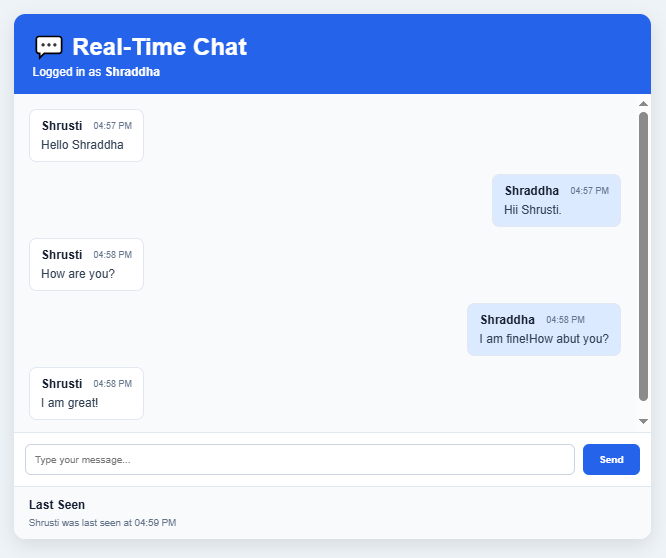 Real-Time Chat
Logged in as Shraddha
Shrusti 04:57 PM
Hello Shraddha
Shraddha 04:57 PM
Hii Shrusti.
Shrusti 04:58 PM
How are you?
Shraddha 04:58 PM
I am fine!How abut you?
Shrusti 04:58 PM
I am great!
Type your message...
Send
Last Seen
Shrusti was last seen at 04:59 PM